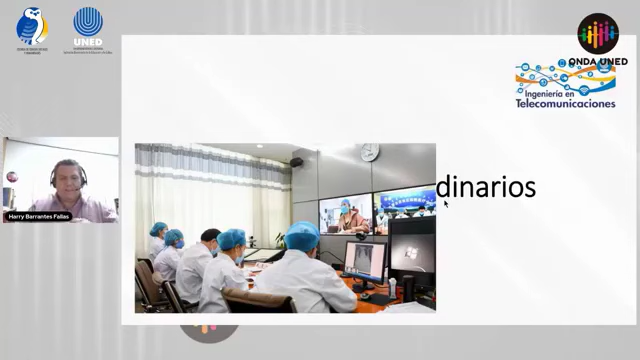 UNED
ONDA UNED
Ingeniería en
Telecomunicaciones
dinarios
Harry Barrantes Fallas